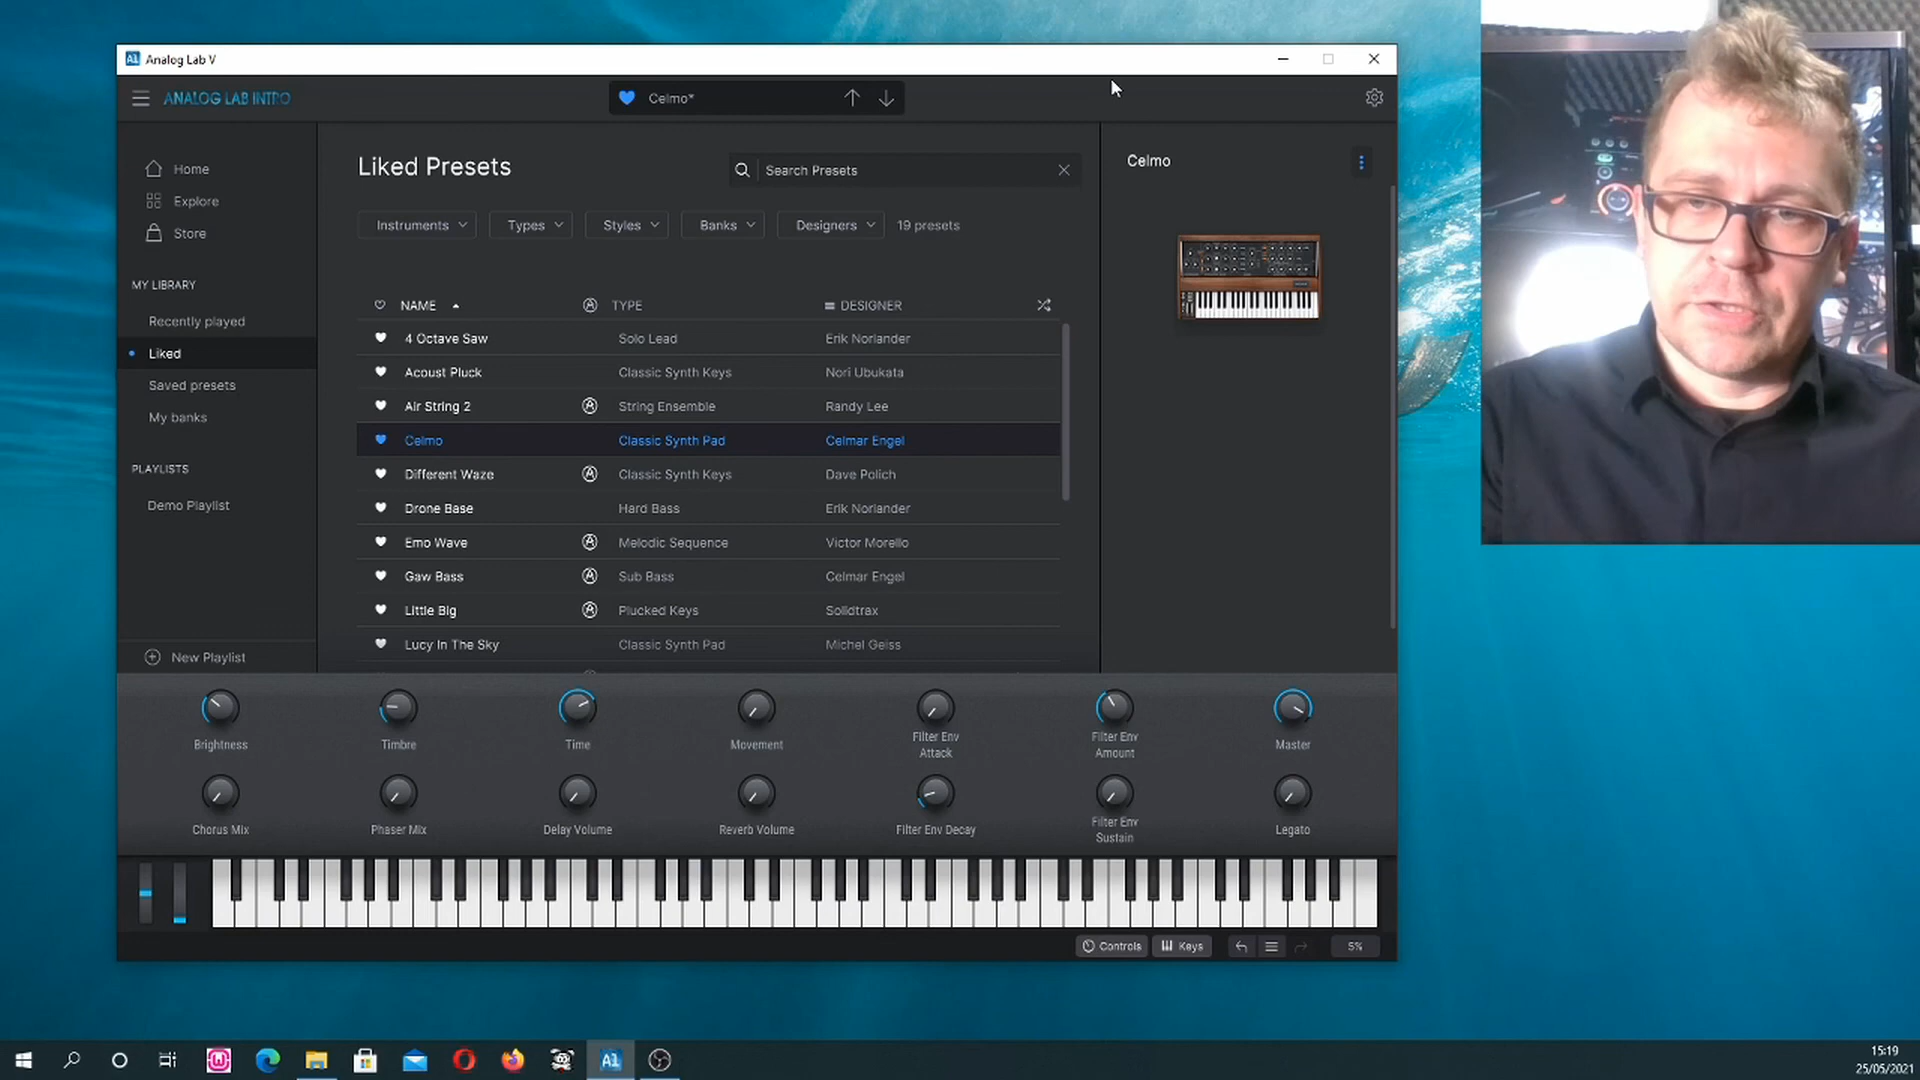 Analog Lab V
ANALOG LAB INTRO
Celmo*
Home
Explore
Store
MY LIBRARY
Recently played
Liked
Saved presets
My banks
PLAYLISTS
Demo Playlist
New Playlist
Liked Presets
Search Presets
Instruments Types Styles Banks Designers 19 presets
NAME TYPE DESIGNER
4 Octave Saw Solo Lead Erik Norlander
Acoust Pluck Classic Synth Keys Nori Ubukata
Air String 2 String Ensemble Randy Lee
Celmo Classic Synth Pad Celmar Engel
Different Waze Classic Synth Keys Dave Polich
Drone Base Hard Bass Erik Norlander
Emo Wave Melodic Sequence Victor Morello
Gaw Bass Sub Bass Celmar Engel
Little Big Plucked Keys Solidtrax
Lucy In The Sky Classic Synth Pad Michel Geiss
Celmo
Brightness Timbre Time Movement Filter Env Attack Filter Env Amount Master
Chorus Mix Phaser Mix Delay Volume Reverb Volume Filter Env Decay Filter Env Sustain Legato
Controls Keys 5%
15:19
25/05/2021